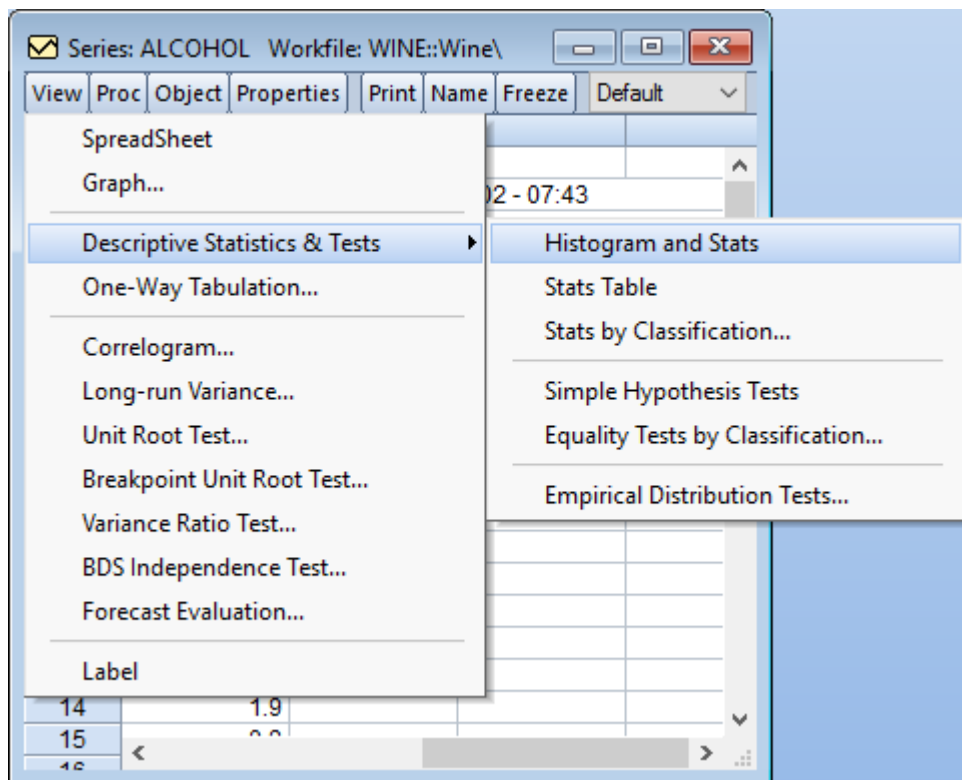 Series: ALCOHOL Workfile: WINE::Wine\
View Proc Object Properties Print Name Freeze Default
SpreadSheet
Graph...
- 07:43
Descriptive Statistics & Tests
Histogram and Stats
One-Way Tabulation...
Stats Table
Stats by Classification...
Correlogram...
Long-run Variance...
Simple Hypothesis Tests
Unit Root Test...
Equality Tests by Classification...
Breakpoint Unit Root Test...
Empirical Distribution Tests...
Variance Ratio Test...
BDS Independence Test...
Forecast Evaluation...
Label
14 1.9
15